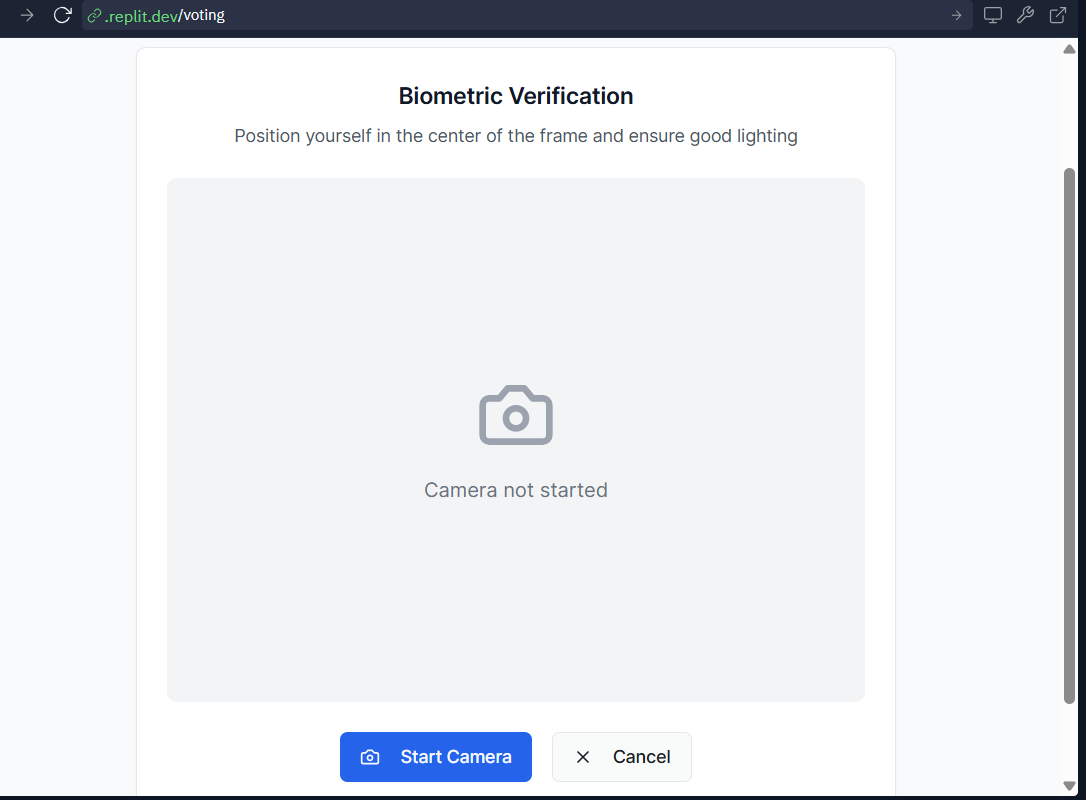 .replit.dev/voting
Biometric Verification
Position yourself in the center of the frame and ensure good lighting
Camera not started
Start Camera
Cancel